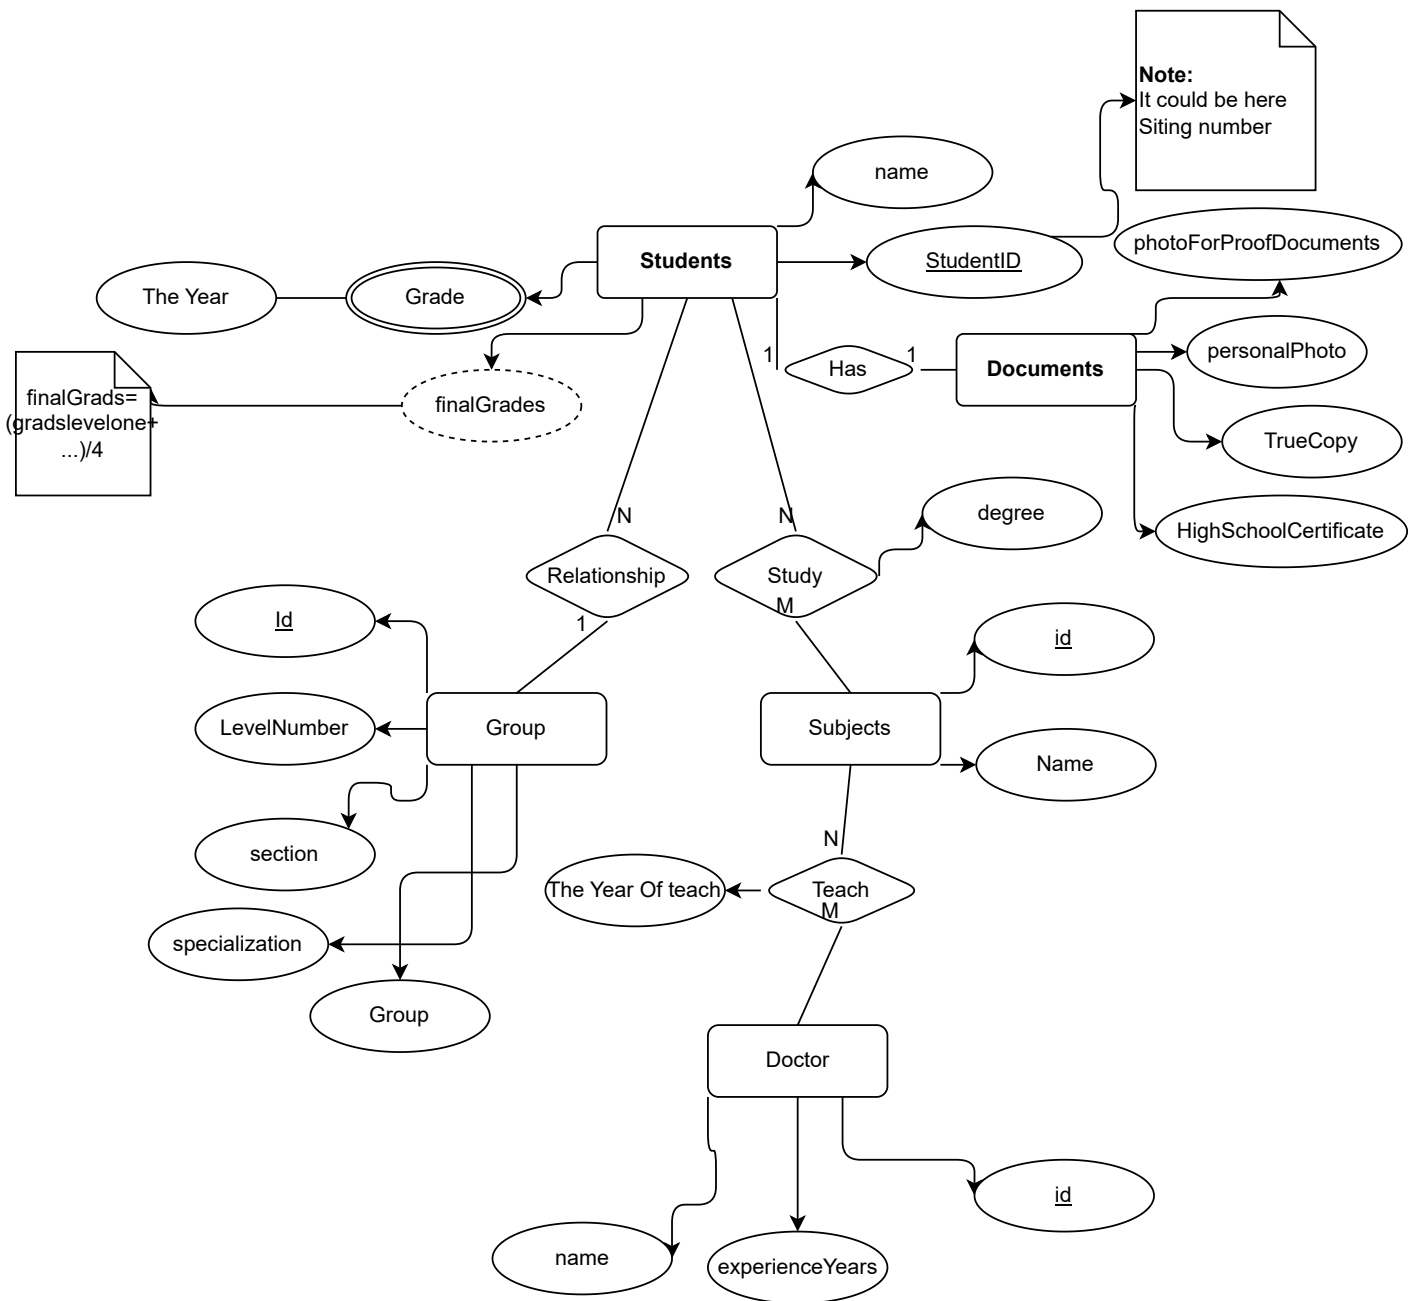 Note:
It could be here
Siting number
name
Students
StudentID
photoForProofDocuments
The Year
Grade
personalPhoto
1
Has
1
Documents
finalGrads=
(gradslevelone+
...)/4
finalGrades
TrueCopy
degree
N
N
HighSchoolCertificate
Relationship
Study
M
1
Id
id
LevelNumber
Group
Subjects
Name
section
N
The Year Of teach
Teach
M
specialization
Group
Doctor
id
name
experienceYears